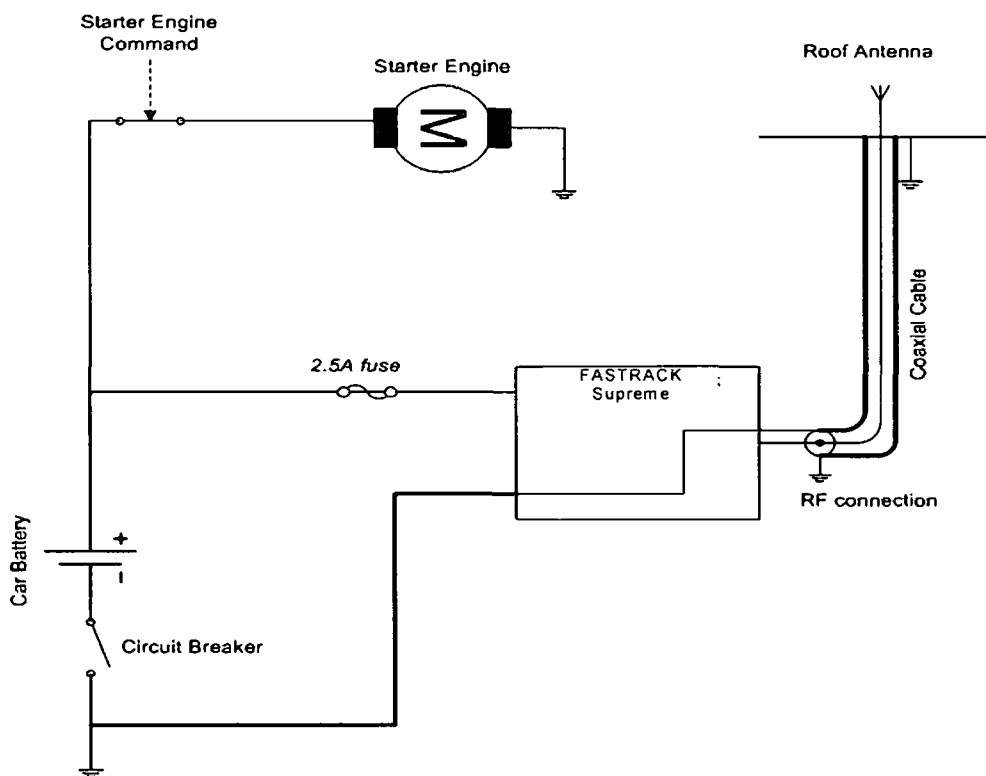 Starter Engine
Command
Starter Engine
M
Roof Antenna
Coaxial Cable
2.5A fuse
FASTRACK
Supreme
RF connection
Car Battery
+
–
Circuit Breaker